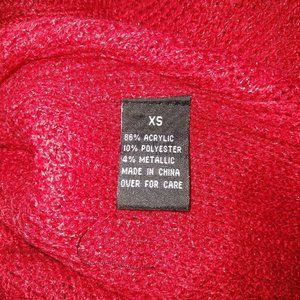 XS
86% ACRYLIC
10% POLYESTER
4% METALLIC
MADE IN CHINA
OVER FOR CARE